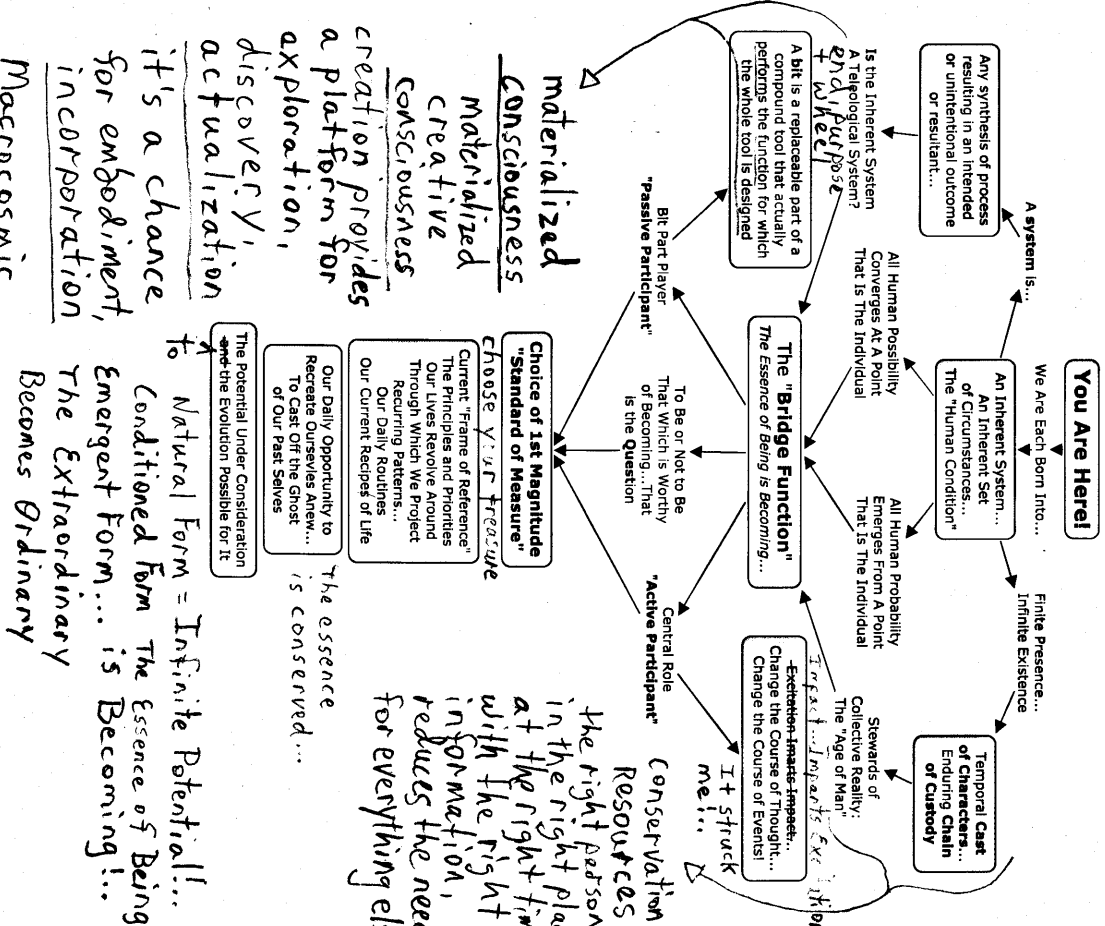 You Are Here!
We Are Each Born Into...
An Inherent System...
An Inherent Set
of Circumstances...
The "Human Condition"
A system is...
Any synthesis of process
resulting in an intended
or unintentional outcome
or resultant...
Is the Inherent System
A Teleological System?
end, purpose
+ wheel
A bit is a replaceable part of a
compound tool that actually
performs the function for which
the whole tool is designed
All Human Possibility
Converges At A Point
That Is The Individual
All Human Probability
Emerges From A Point
That Is The Individual
Finite Presence...
Infinite Existence
Temporal Cast
of Characters...
Enduring Chain
of Custody
Stewards of
Collective Reality:
The "Age of Man"
Impact... Imparts
Excitation Imarts Impact...
Change the Course of Thought...
Change the Course of Events!
It struck
me!..
The "Bridge Function"
The Essence of Being is Becoming...
Bit Part Player
"Passive Participant"
To Be or Not to Be
That Which Is Worthy
of Becoming...That
is the Question
Central Role
"Active Participant"
Choice of 1st Magnitude
"Standard of Measure"
choose your treasure
Current "Frame of Reference"
The Principles and Priorities
Our Lives Revolve Around
Through Which We Project
Recurring Patterns...
Our Daily Routines
Our Current Recipes of Life
Our Daily Opportunity to
Recreate Oursevlies Anew...
To Cast Off the Ghost
of Our Past Selves
The essence
is conserved...
The Potential Under Consideration
and the Evolution Possible for It
to
materialized
consciousness
materialized
creative
consciousness
creation provides
a platform for
exploration,
discovery,
actualization
it's a chance
for embodiment,
incorporation
Macrocosmic
Conservation
Resources
the right person
in the right
at the right
with the right
information,
reduces the
for everything
Natural Form = Infinite Potential!..
Conditioned Form The Essence of Being
Emergent Form... is Becoming!..
The Extraordinary
Becomes Ordinary